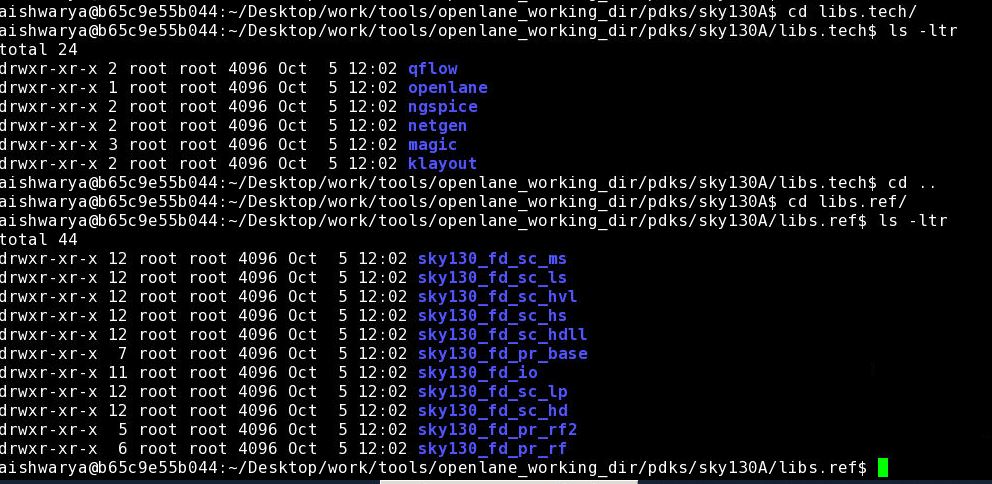 aishwarya@b65c9e55b044:~/Desktop/work/tools/openlane_working_dir/pdks/sky130A$ cd libs.tech/
aishwarya@b65c9e55b044:~/Desktop/work/tools/openlane_working_dir/pdks/sky130A/libs.tech$ ls -ltr
total 24
drwxr-xr-x 2 root root 4096 Oct  5 12:02 qflow
drwxr-xr-x 1 root root 4096 Oct  5 12:02 openlane
drwxr-xr-x 2 root root 4096 Oct  5 12:02 ngspice
drwxr-xr-x 2 root root 4096 Oct  5 12:02 netgen
drwxr-xr-x 3 root root 4096 Oct  5 12:02 magic
drwxr-xr-x 2 root root 4096 Oct  5 12:02 klayout
aishwarya@b65c9e55b044:~/Desktop/work/tools/openlane_working_dir/pdks/sky130A/libs.tech$ cd ..
aishwarya@b65c9e55b044:~/Desktop/work/tools/openlane_working_dir/pdks/sky130A$ cd libs.ref/
aishwarya@b65c9e55b044:~/Desktop/work/tools/openlane_working_dir/pdks/sky130A/libs.ref$ ls -ltr
total 44
drwxr-xr-x 12 root root 4096 Oct  5 12:02 sky130_fd_sc_ms
drwxr-xr-x 12 root root 4096 Oct  5 12:02 sky130_fd_sc_ls
drwxr-xr-x 12 root root 4096 Oct  5 12:02 sky130_fd_sc_hvl
drwxr-xr-x 12 root root 4096 Oct  5 12:02 sky130_fd_sc_hs
drwxr-xr-x 12 root root 4096 Oct  5 12:02 sky130_fd_sc_hdll
drwxr-xr-x  7 root root 4096 Oct  5 12:02 sky130_fd_pr_base
drwxr-xr-x 11 root root 4096 Oct  5 12:02 sky130_fd_io
drwxr-xr-x 12 root root 4096 Oct  5 12:02 sky130_fd_sc_lp
drwxr-xr-x 12 root root 4096 Oct  5 12:02 sky130_fd_sc_hd
drwxr-xr-x  5 root root 4096 Oct  5 12:02 sky130_fd_pr_rf2
drwxr-xr-x  6 root root 4096 Oct  5 12:02 sky130_fd_pr_rf
aishwarya@b65c9e55b044:~/Desktop/work/tools/openlane_working_dir/pdks/sky130A/libs.ref$